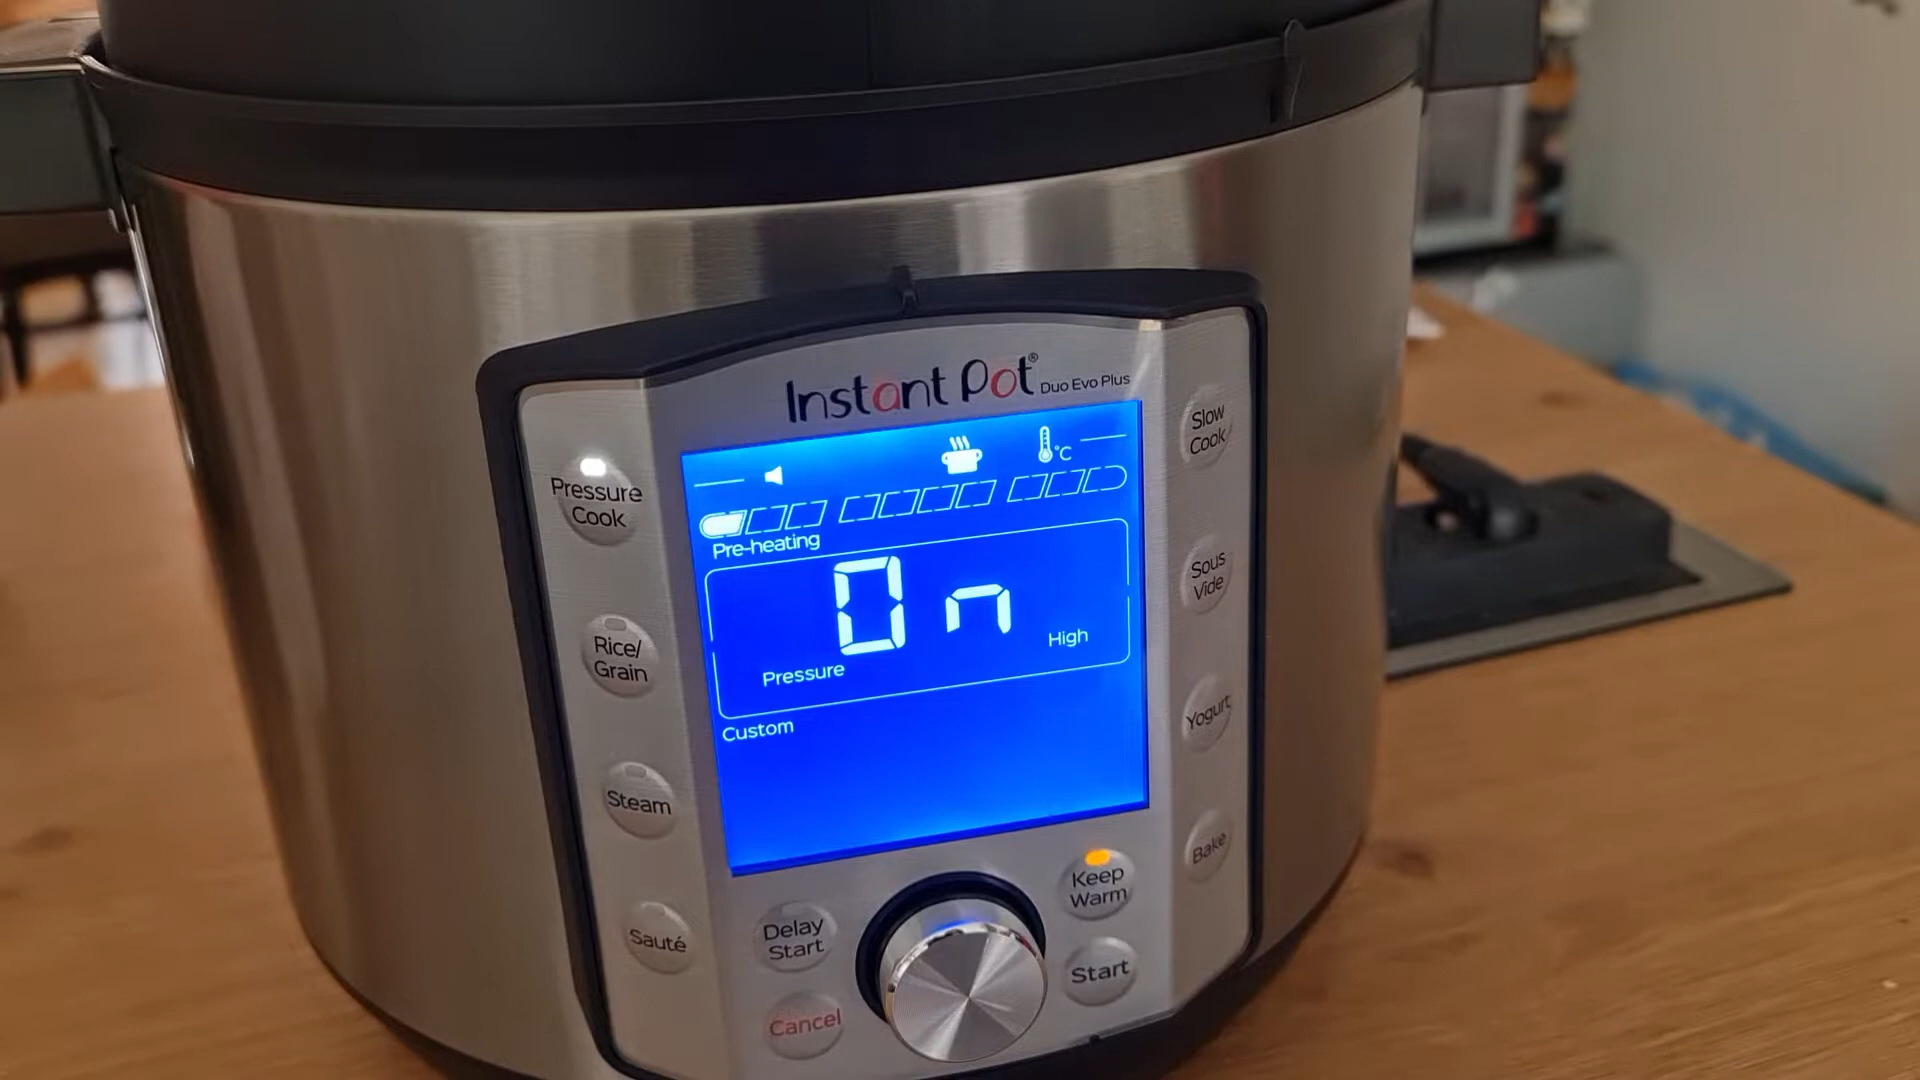 Instant Pot®
Duo Evo Plus
°C
Pre-heating
On
Pressure
High
Custom
Pressure
Cook
Rice/
Grain
Steam
Sauté
Delay
Start
Cancel
Keep
Warm
Start
Slow
Cook
Sous
Vide
Yogurt
Bake